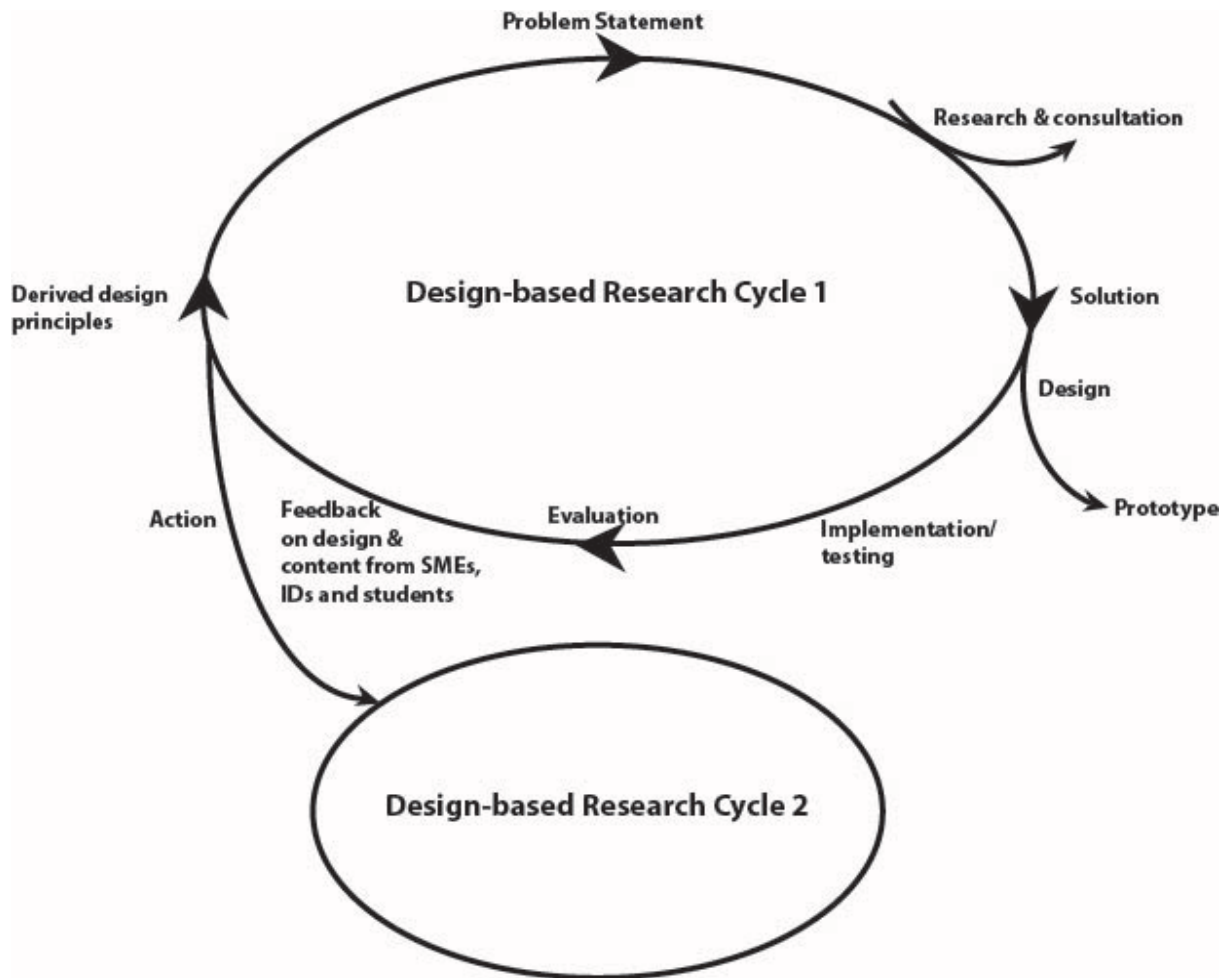 Problem Statement
Research & consultation
Design-based Research Cycle 1
Derived design
principles
Solution
Design
Prototype
Implementation/
testing
Evaluation
Feedback
on design &
content from SMEs,
IDs and students
Action
Design-based Research Cycle 2